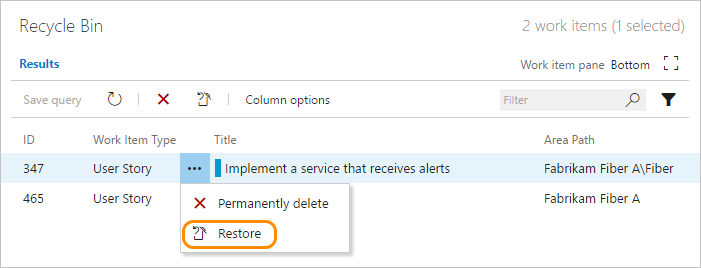 Recycle Bin 2 work items (1 selected)
Results Work item pane Bottom
Save query Column options Filter
ID Work Item Type Title Area Path
347 User Story ... Implement a service that receives alerts Fabrikam Fiber A\Fiber
465 User Story Fabrikam Fiber A
Permanently delete
Restore